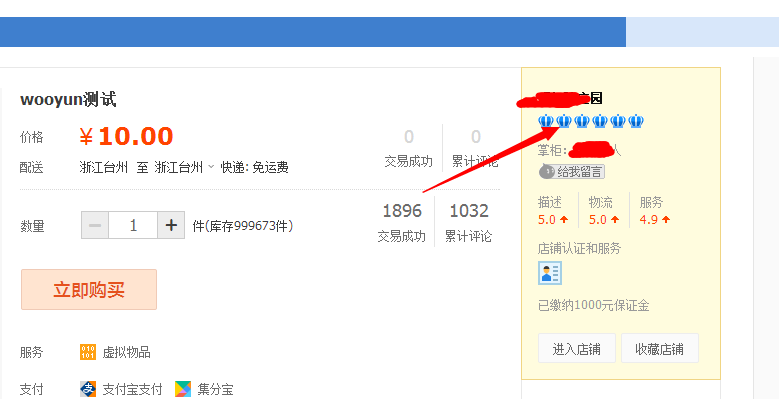 wooyun测试
价格 ¥10.00
0 0
交易成功 累计评论
配送 浙江台州 至 浙江台州 快递: 免运费
1896 1032
交易成功 累计评论
数量 − 1 + 件(库存999673件)
立即购买
服务 虚拟物品
支付 支付宝支付 集分宝
园
掌柜: 人
给我留言
描述 物流 服务
5.0 5.0 4.9
店铺认证和服务
已缴纳1000元保证金
进入店铺 收藏店铺